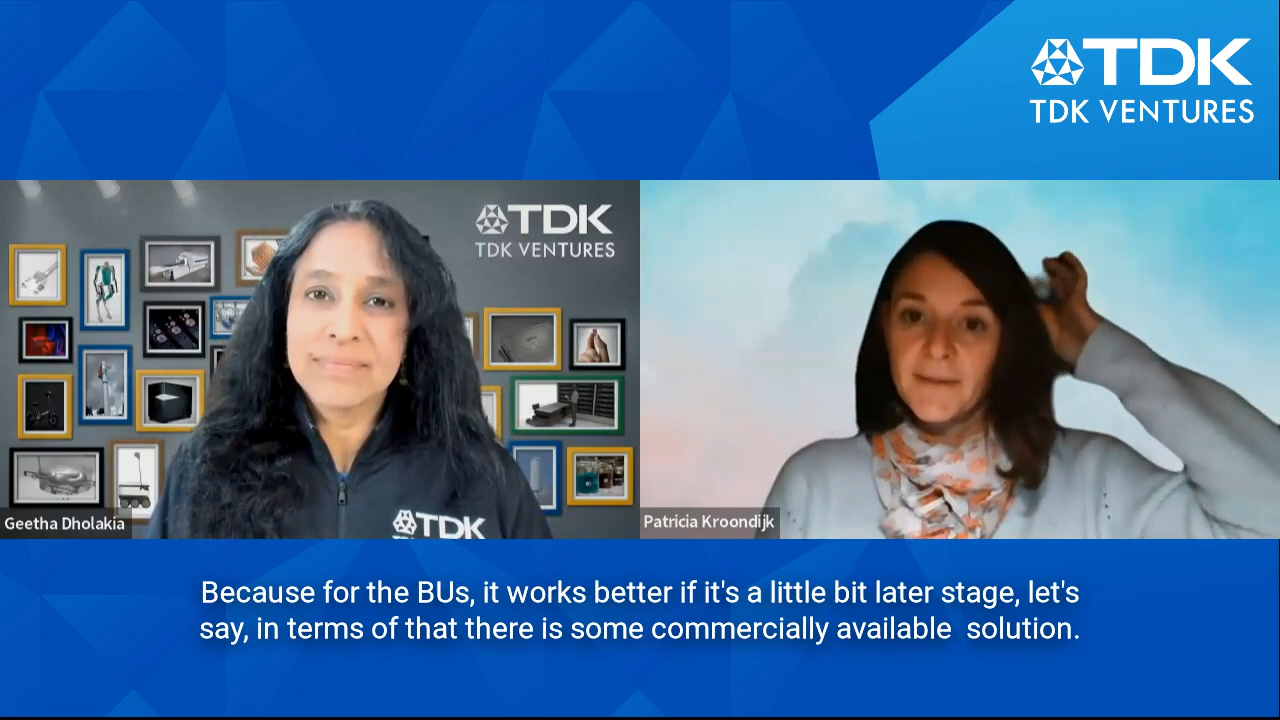 TDK
TDK VENTURES
TDK
TDK VENTURES
TDK
Geetha Dholakia
Patricia Kroondijk
Because for the BUs, it works better if it's a little bit later stage, let's
say, in terms of that there is some commercially available  solution.